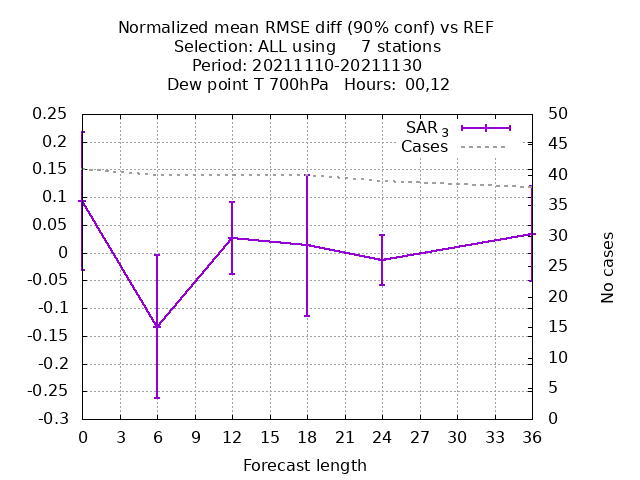 Normalized mean RMSE diff (90% conf) vs REF
Selection: ALL using     7 stations
Period: 20211110-20211130
Dew point T 700hPa   Hours:  00,12
SAR 3
Cases
0.25
0.2
0.15
0.1
0.05
0
-0.05
-0.1
-0.15
-0.2
-0.25
-0.3
50
45
40
35
30
25
20
15
10
5
0
No cases
0 3 6 9 12 15 18 21 24 27 30 33 36
Forecast length